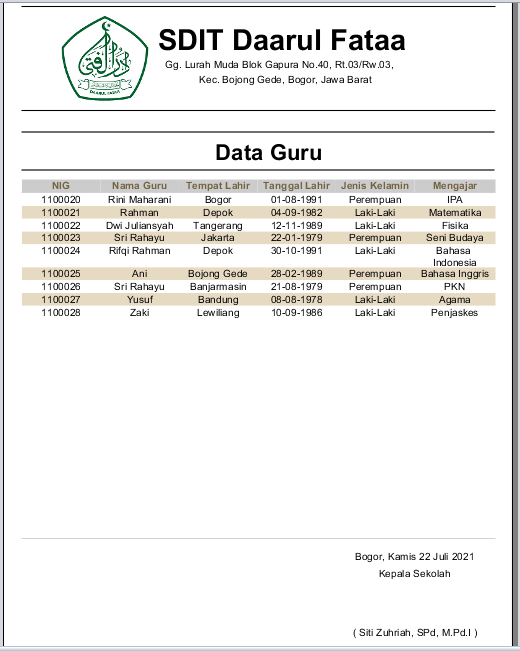 SDIT Daarul Fataa
Gg. Lurah Muda Blok Gapura No.40, Rt.03/Rw.03,
Kec. Bojong Gede, Bogor, Jawa Barat
DAARUL FATAA
Data Guru
NIG Nama Guru Tempat Lahir Tanggal Lahir Jenis Kelamin Mengajar
1100020 Rini Maharani Bogor 01-08-1991 Perempuan IPA
1100021 Rahman Depok 04-09-1982 Laki-Laki Matematika
1100022 Dwi Juliansyah Tangerang 12-11-1989 Laki-Laki Fisika
1100023 Sri Rahayu Jakarta 22-01-1979 Perempuan Seni Budaya
1100024 Rifqi Rahman Depok 30-10-1991 Laki-Laki Bahasa
Indonesia
1100025 Ani Bojong Gede 28-02-1989 Perempuan Bahasa Inggris
1100026 Sri Rahayu Banjarmasin 21-08-1979 Perempuan PKN
1100027 Yusuf Bandung 08-08-1978 Laki-Laki Agama
1100028 Zaki Lewiliang 10-09-1986 Laki-Laki Penjaskes
Bogor, Kamis 22 Juli 2021
Kepala Sekolah
( Siti Zuhriah, SPd, M.Pd.I )